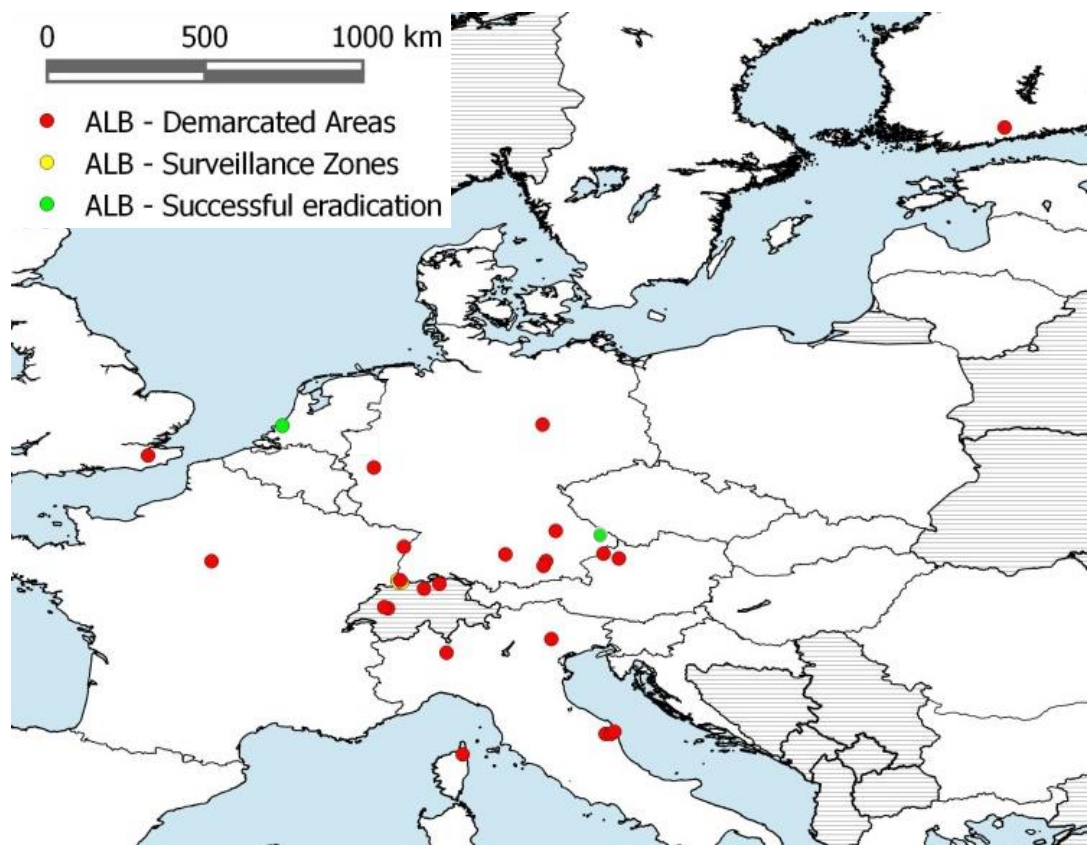 0 500 1000 km
ALB - Demarcated Areas
ALB - Surveillance Zones
ALB - Successful eradication